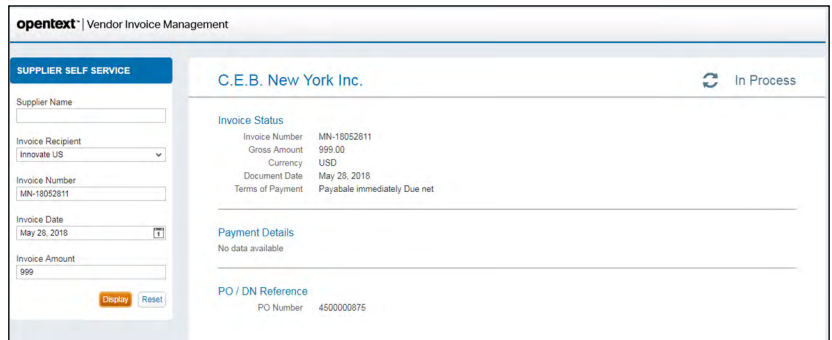 opentext™ | Vendor Invoice Management
SUPPLIER SELF SERVICE
Supplier Name
Invoice Recipient
Innovate US
Invoice Number
MN-18052811
Invoice Date
May 28, 2018
1
Invoice Amount
999
Display Reset
C.E.B. New York Inc.
In Process
Invoice Status
Invoice Number MN-18052811
Gross Amount 999.00
Currency USD
Document Date May 28, 2018
Terms of Payment Payabale immediately Due net
Payment Details
No data available
PO / DN Reference
PO Number 4500000875